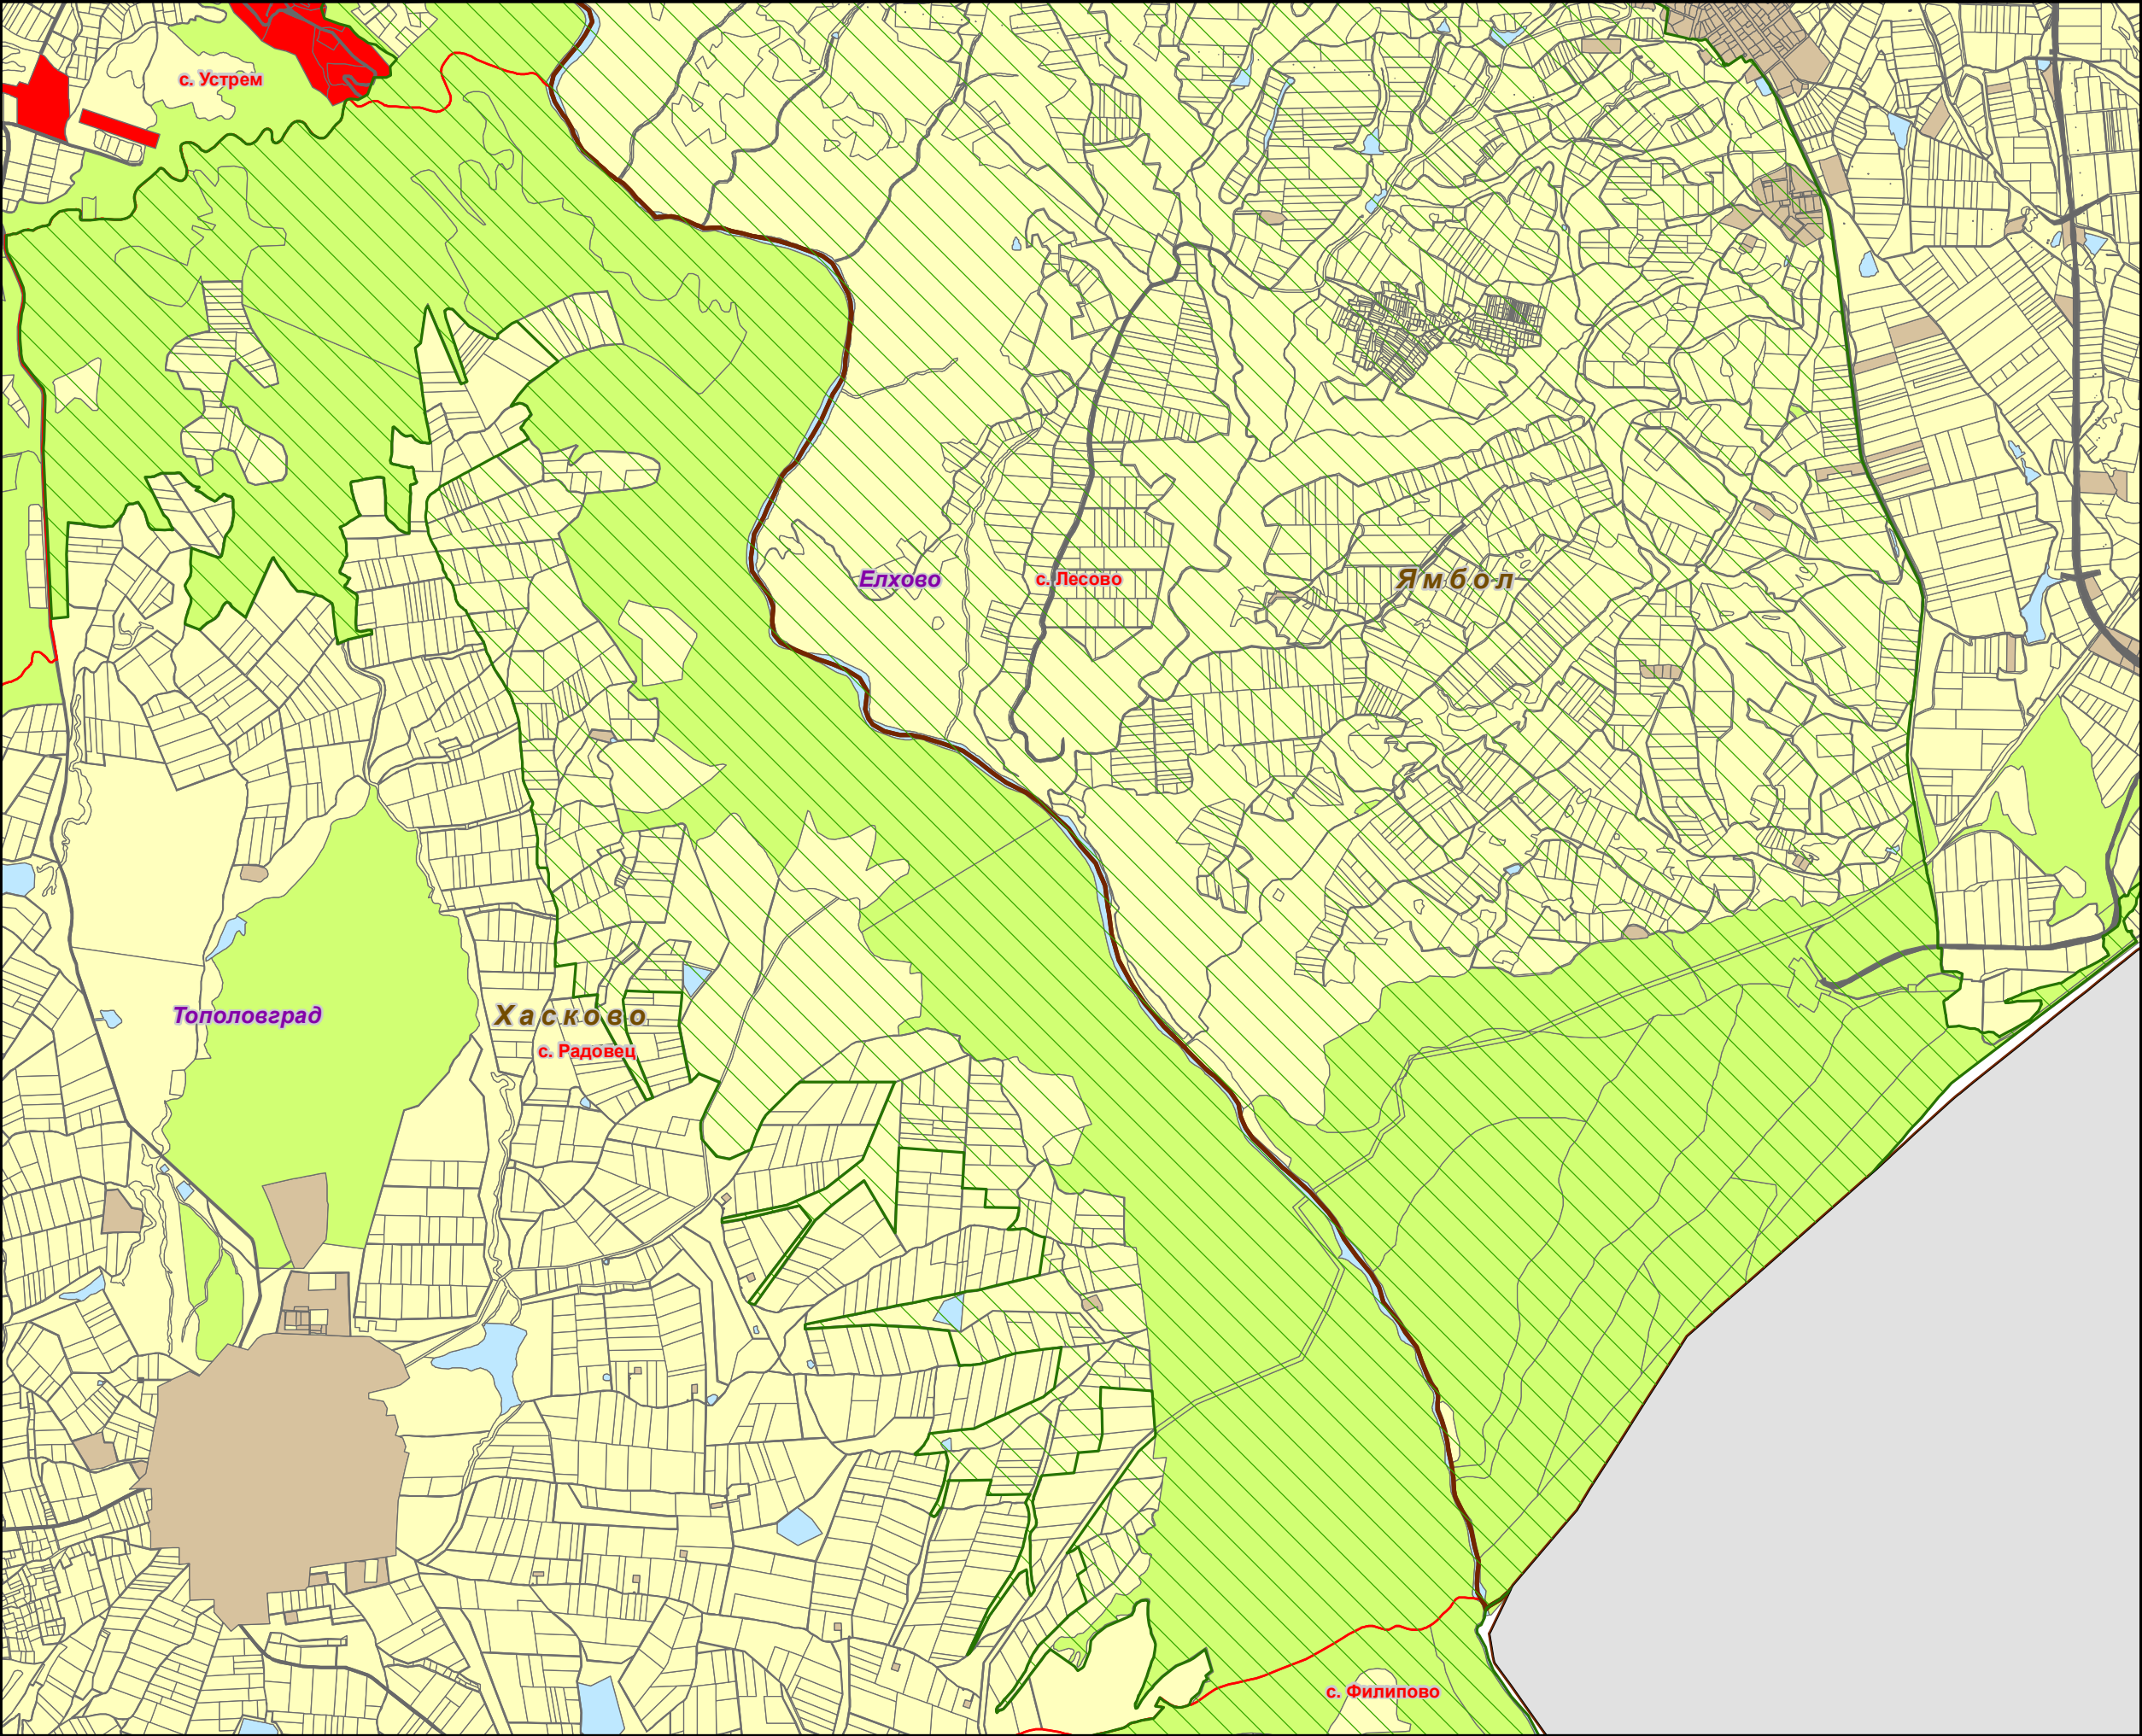 с. Устрем
Елхово
с. Лесово
Ямбол
Тополовград
Хасково
с. Радовец
с. Филипово